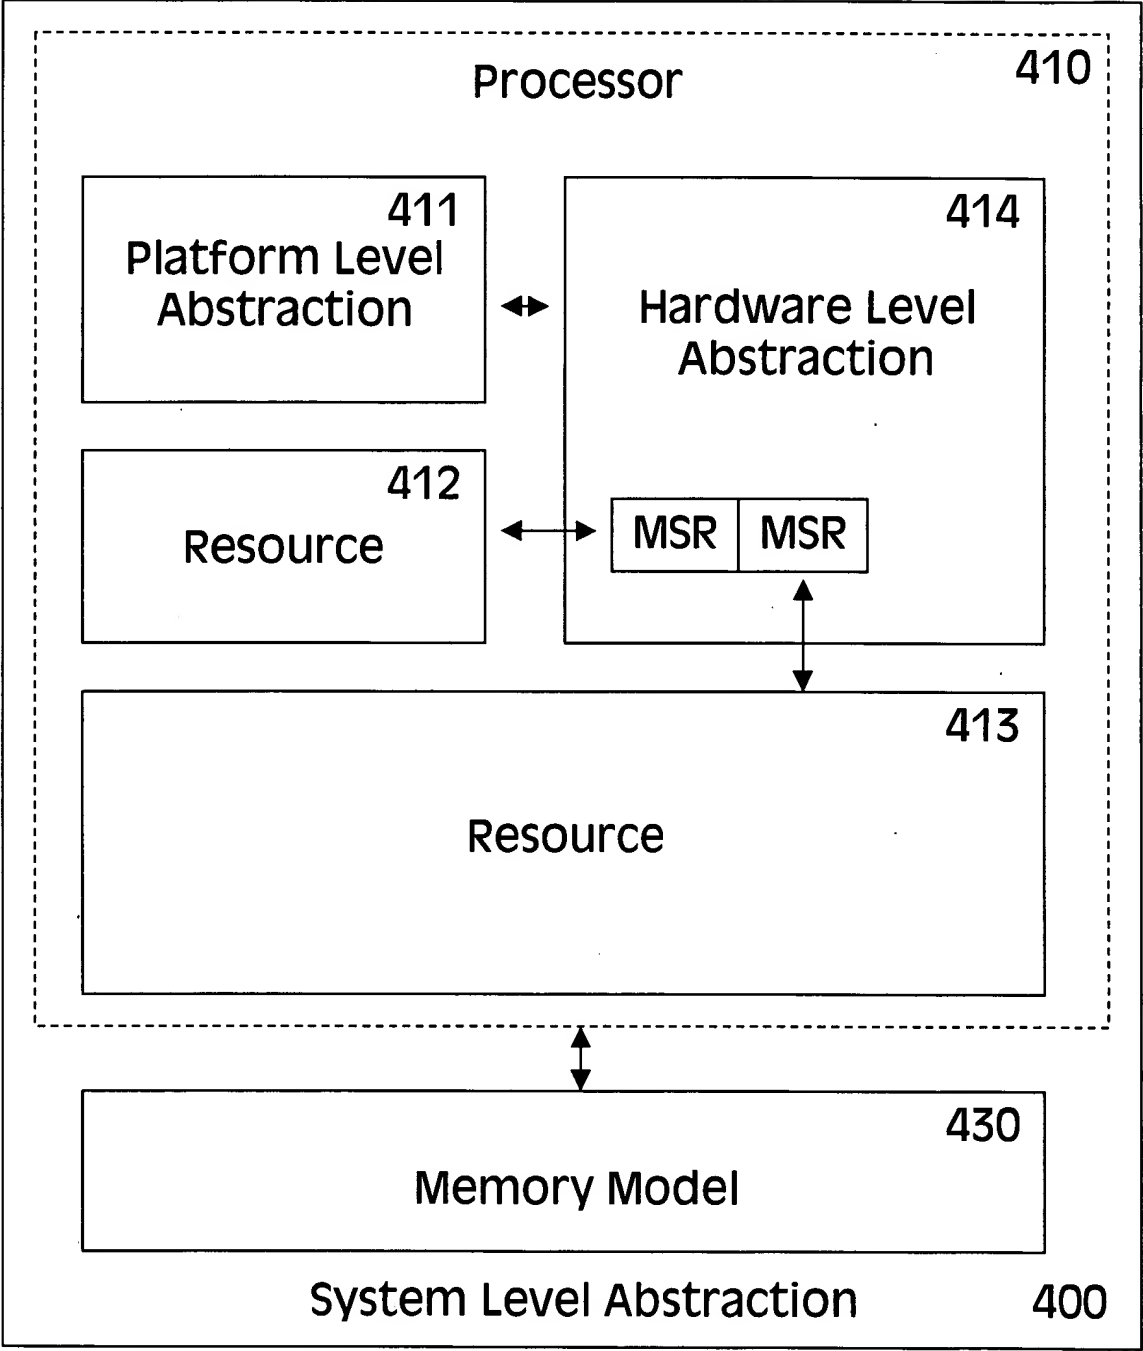 Processor
410
411
Platform Level
Abstraction
414
Hardware Level
Abstraction
412
Resource
MSR
MSR
413
Resource
430
Memory Model
System Level Abstraction
400